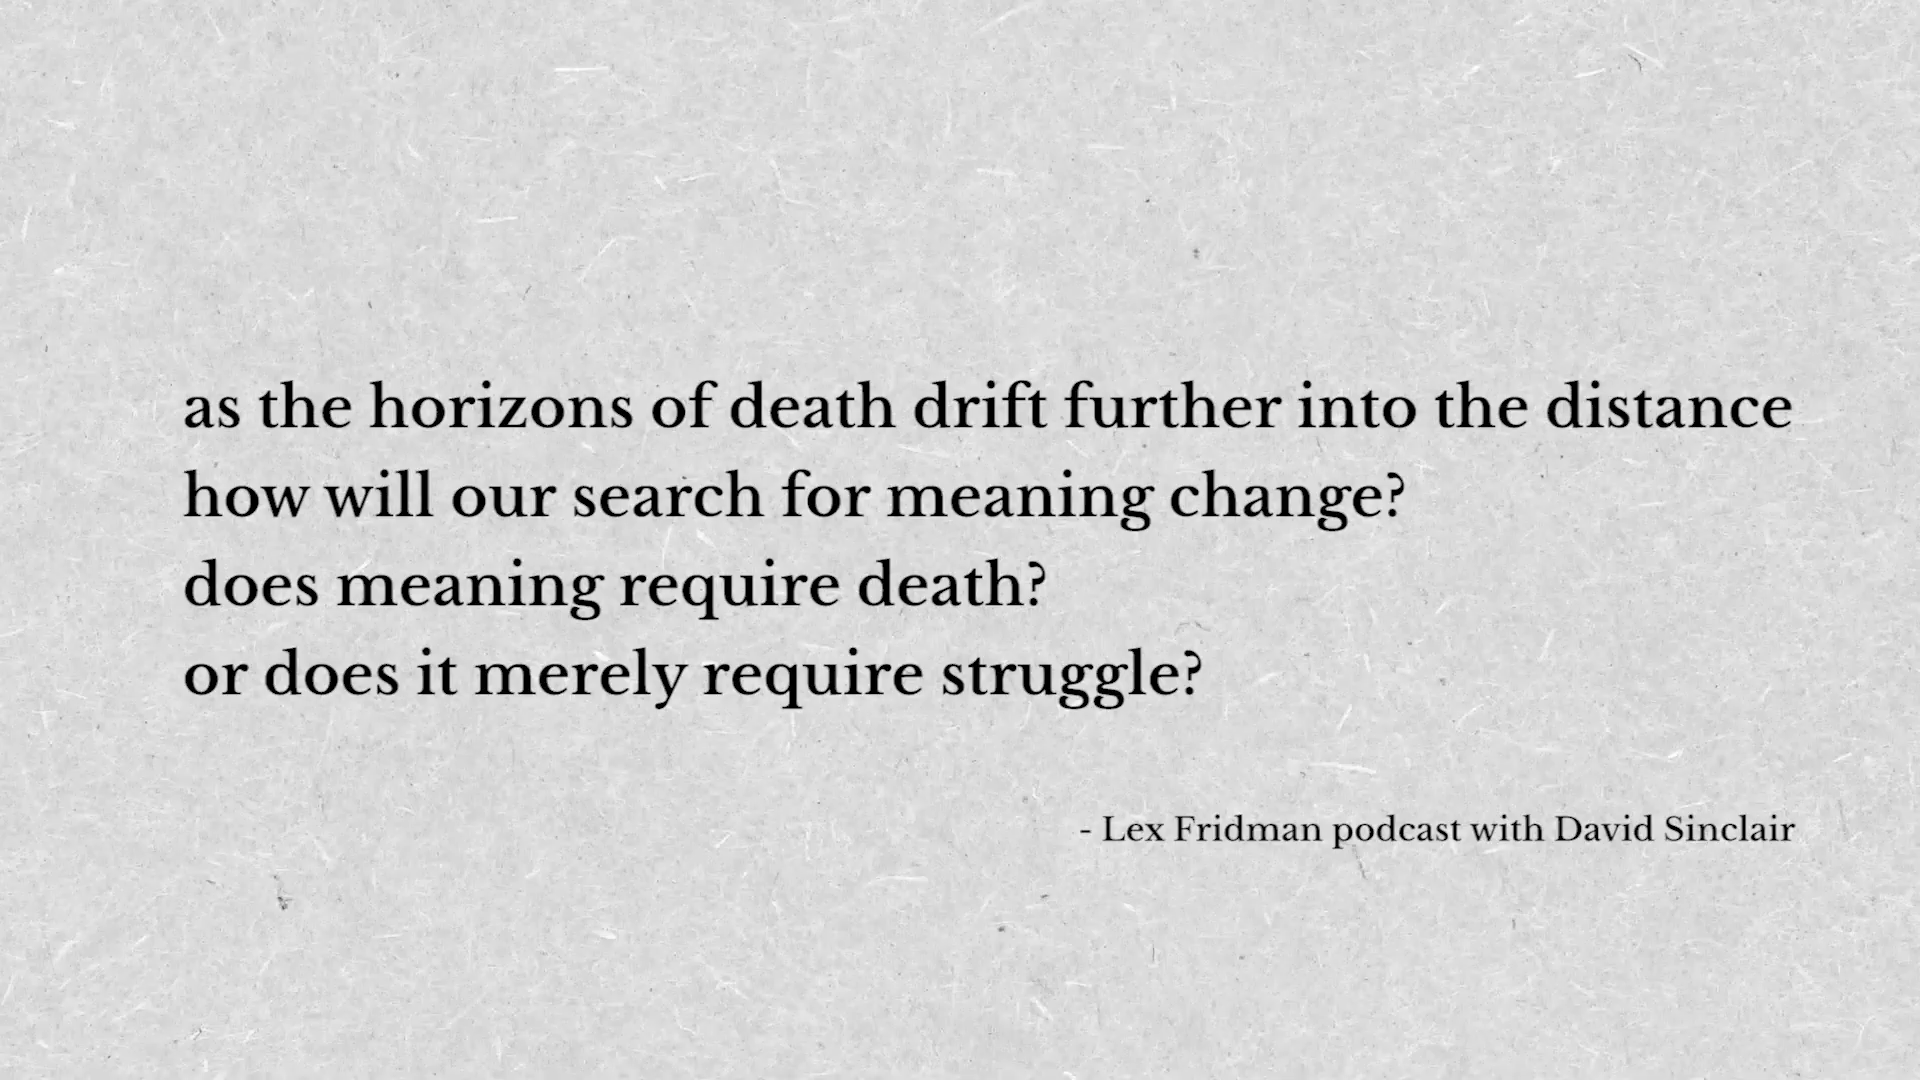 as the horizons of death drift further into the distance
how will our search for meaning change?
does meaning require death?
or does it merely require struggle?
- Lex Fridman podcast with David Sinclair